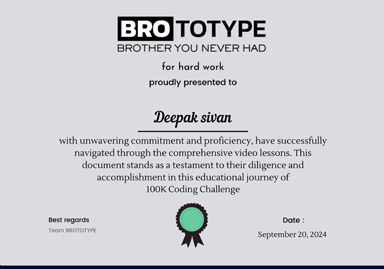 BROTOTYPE
BROTHER YOU NEVER HAD
for hard work
proudly presented to
Deepak sivan
with unwavering commitment and proficiency, have successfully
navigated through the comprehensive video lessons. This
document stands as a testament to their diligence and
accomplishment in this educational journey of
100K Coding Challenge
Best regards
Team BROTOTYPE
Date :
September 20, 2024